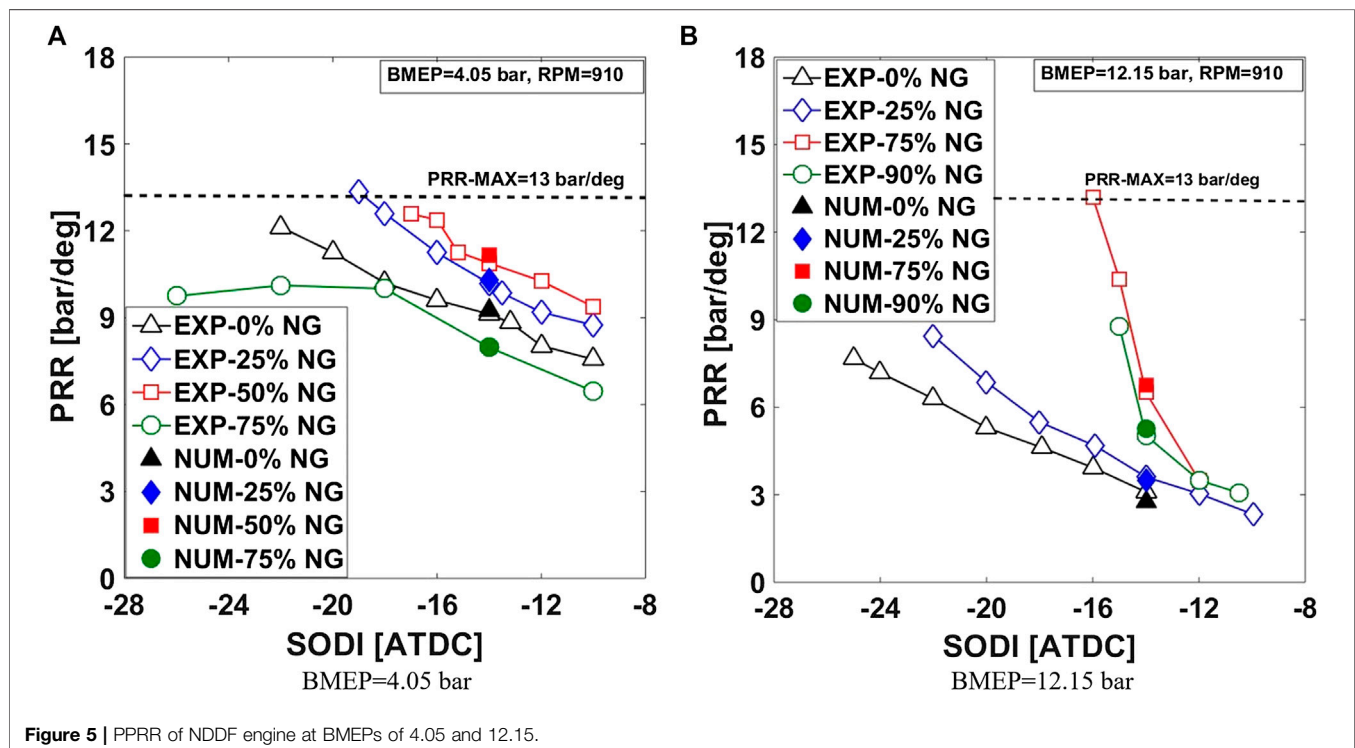 A
18
15
12
9
6
3
0
PRR [bar/deg]
BMEP=4.05 bar, RPM=910
PRR-MAX=13 bar/deg
EXP-0% NG
EXP-25% NG
EXP-50% NG
EXP-75% NG
NUM-0% NG
NUM-25% NG
NUM-50% NG
NUM-75% NG
-28 -24 -20 -16 -12 -8
SODI [ATDC]
BMEP=4.05 bar
B
18
15
12
9
6
3
0
PRR [bar/deg]
BMEP=12.15 bar, RPM=910
EXP-0% NG
EXP-25% NG
EXP-75% NG
EXP-90% NG
NUM-0% NG
NUM-25% NG
NUM-75% NG
NUM-90% NG
PRR-MAX=13 bar/deg
-28 -24 -20 -16 -12 -8
SODI [ATDC]
BMEP=12.15 bar
Figure 5 | PPRR of NDDF engine at BMEPs of 4.05 and 12.15.